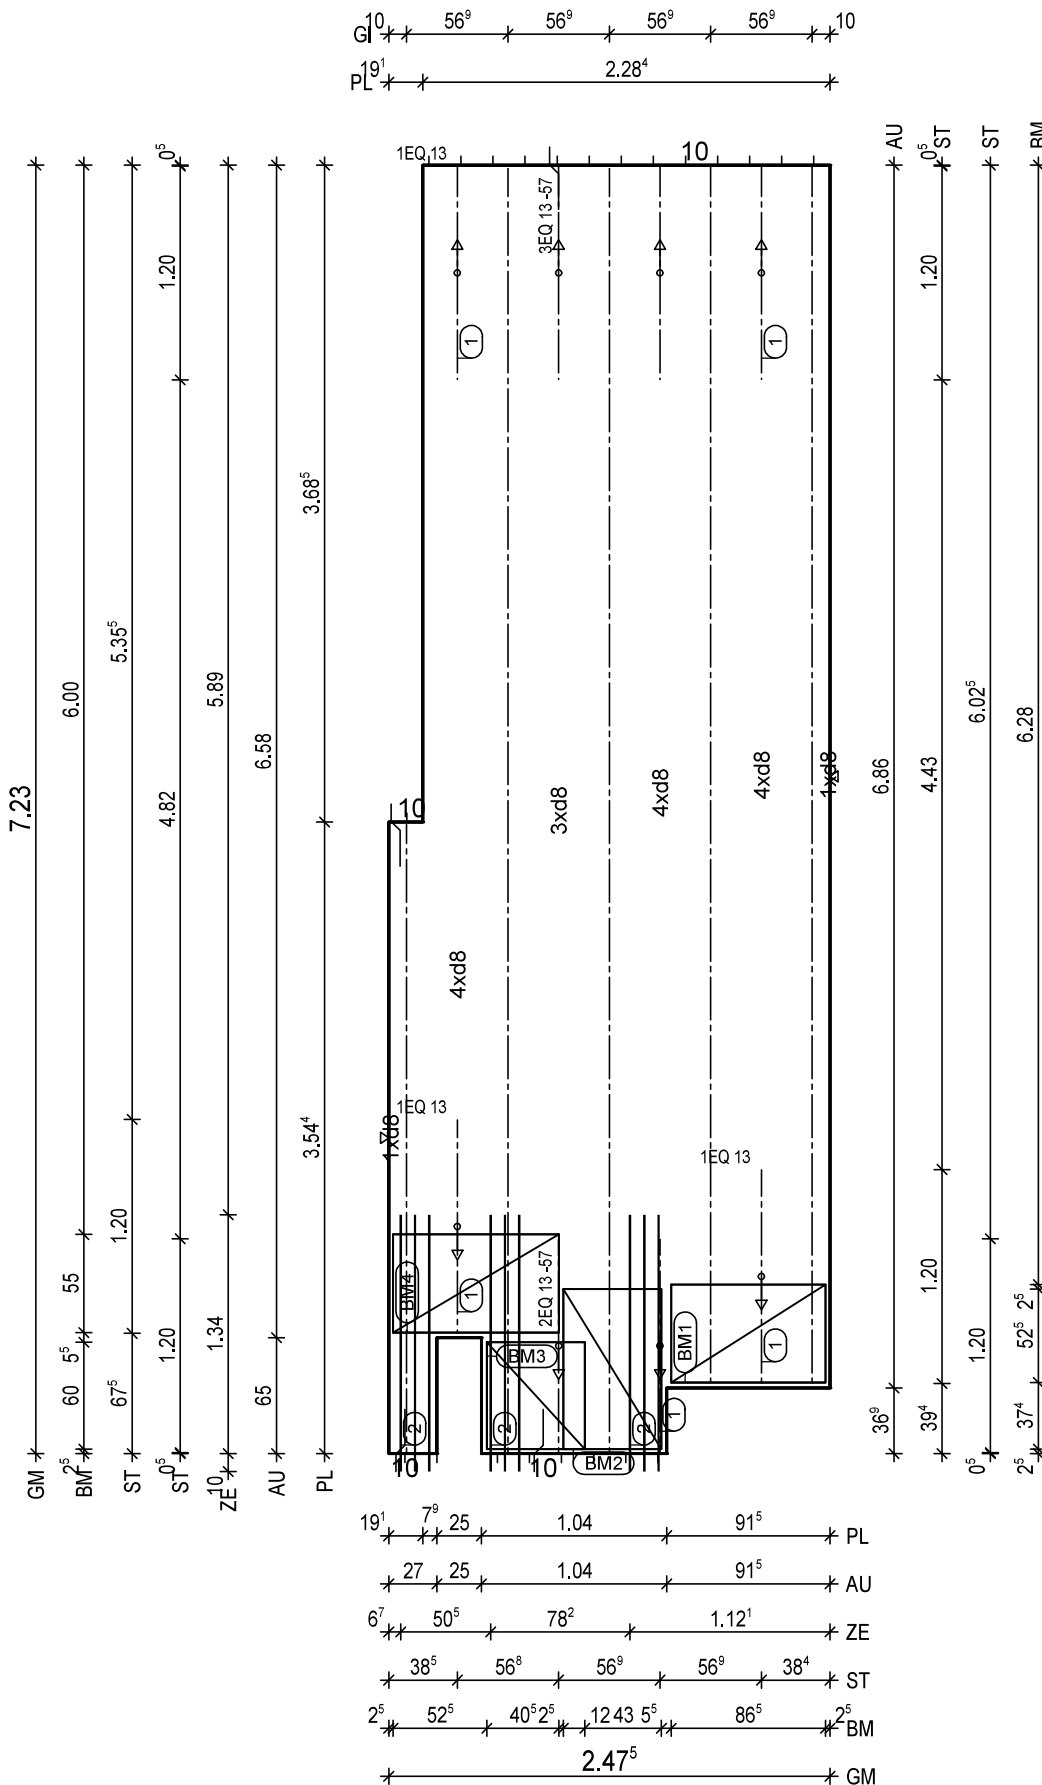 GI 10 56⁹ 56⁹ 56⁹ 56⁹ 10
PL 19¹ 2.28⁴
AU
ST
ST
BM
0⁵
0⁵
1EQ 13
10
3EQ 13 -57
1.20
1.20
1
1
3.68⁵
5.35⁵
6.00
5.89
6.58
4.82
7.23
10
3xd8
4xd8
4xd8
1xd8
6.86
4.43
6.02⁵
6.28
4xd8
1xd8
1EQ 13
1EQ 13
3.54⁴
1.20
55
5⁵
60
2⁵
67⁵
1.20
0⁵
1.34
10
65
BM4
1
2EQ 13 -57
BM3
BM1
1
2
2
2
1
BM2
10
10
1.20
39⁴
36⁹
1.20
0⁵
2⁵
52⁵
37⁴
2⁵
GM
BM
ST
ST
ZE
AU
PL
19¹ 7⁹ 25 1.04 91⁵ PL
27 25 1.04 91⁵ AU
6⁷ 50⁵ 78² 1.12¹ ZE
38⁵ 56⁸ 56⁹ 56⁹ 38⁴ ST
2⁵ 52⁵ 40⁵ 2⁵ 12 43 5⁵ 86⁵ 2⁵ BM
2.47⁵ GM